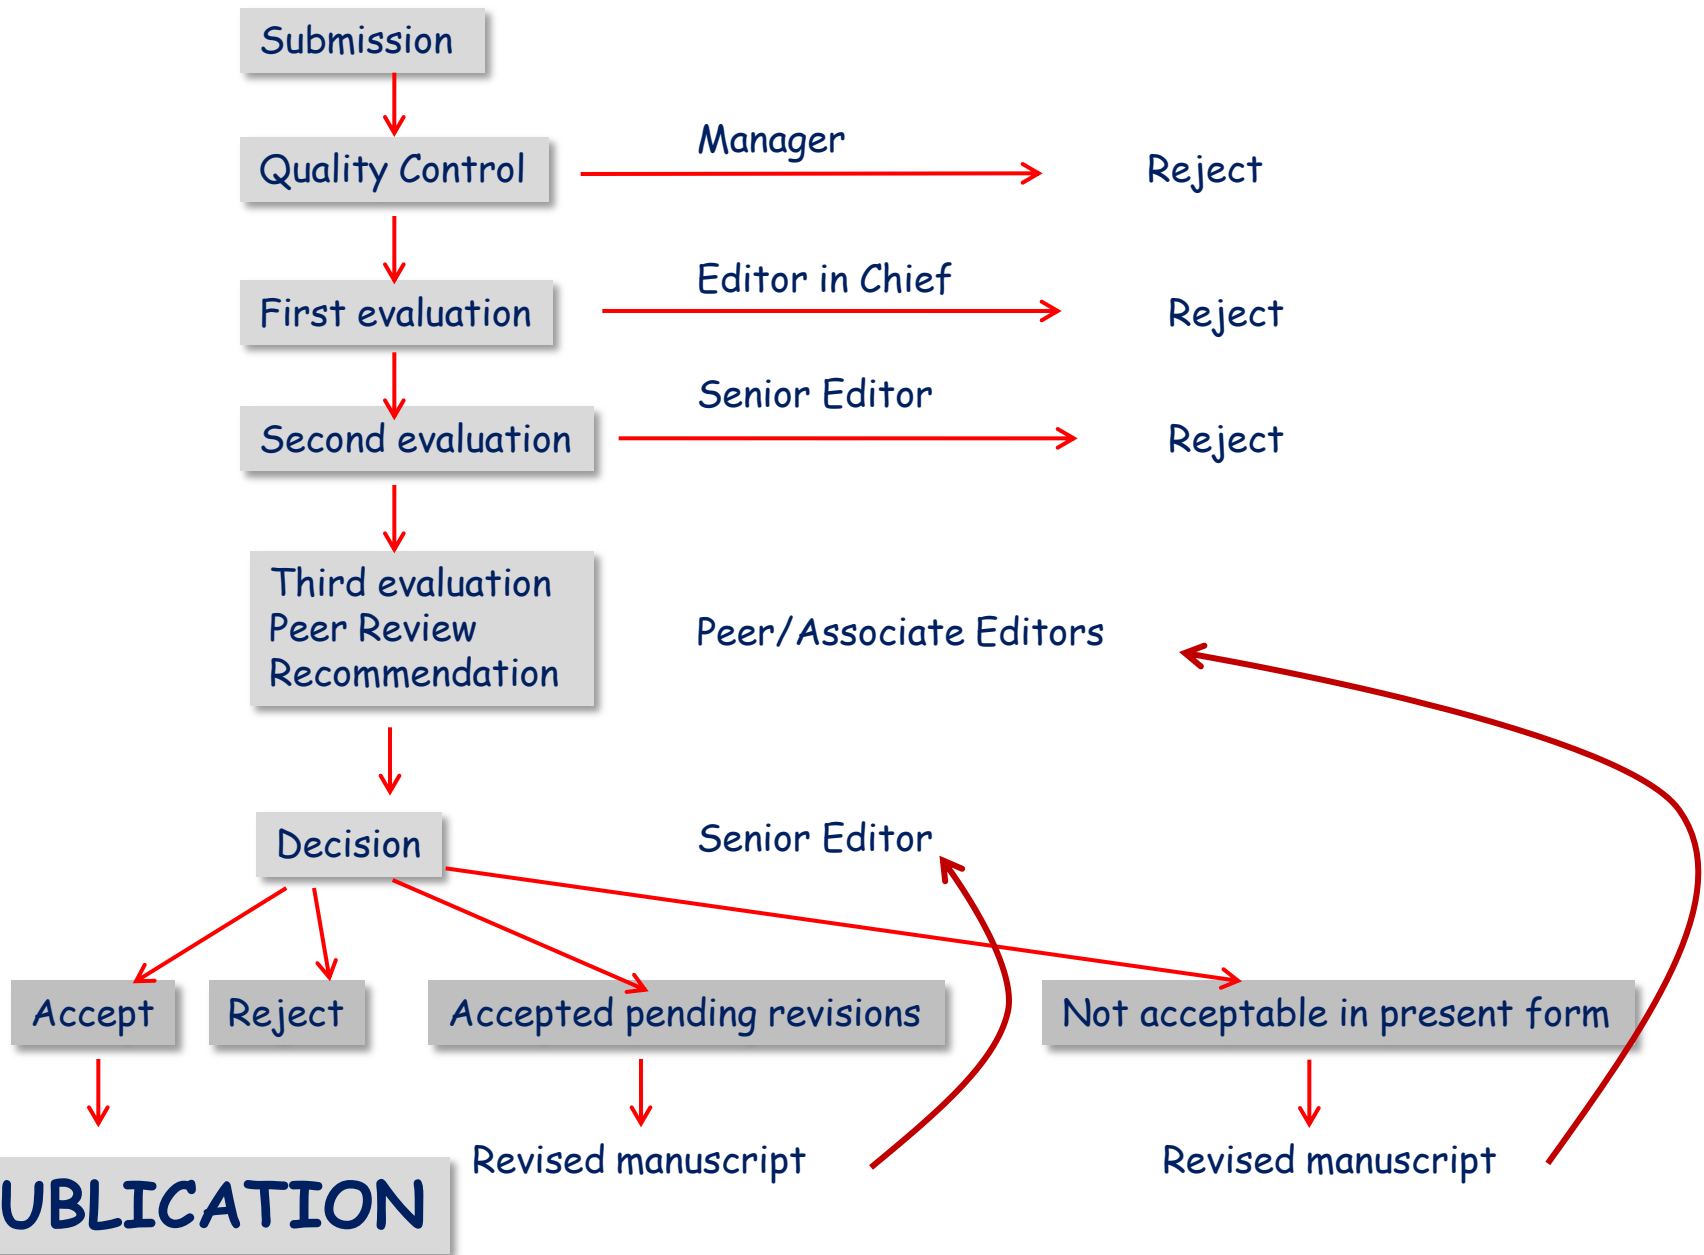 Submission
Manager
Quality Control
Reject
Editor in Chief
First evaluation
Reject
Senior Editor
Second evaluation
Reject
Third evaluation
Peer Review
Recommendation
Peer/Associate Editors
Decision
Senior Editor
Accept
Reject
Accepted pending revisions
Not acceptable in present form
Revised manuscript
Revised manuscript
UBLICATION